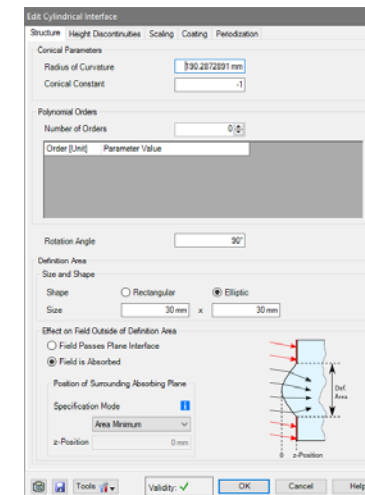 Edit Cylindrical Interface
Structure Height Discontinuities Scaling Coating Periodization
Conical Parameters
Radius of Curvature 190.2872891 mm
Conical Constant -1
Polynomial Orders
Number of Orders 0
Order [Unit] Parameter Value
Rotation Angle 90°
Definition Area
Size and Shape
Shape Rectangular Elliptic
Size 30 mm x 30 mm
Effect on Field Outside of Definition Area
Field Passes Plane Interface
Field is Absorbed
Position of Surrounding Absorbing Plane
Specification Mode i
Area Minimum
z-Position 0 mm
Def.
Area
0 z-Position
Tools Validity: OK Cancel Help